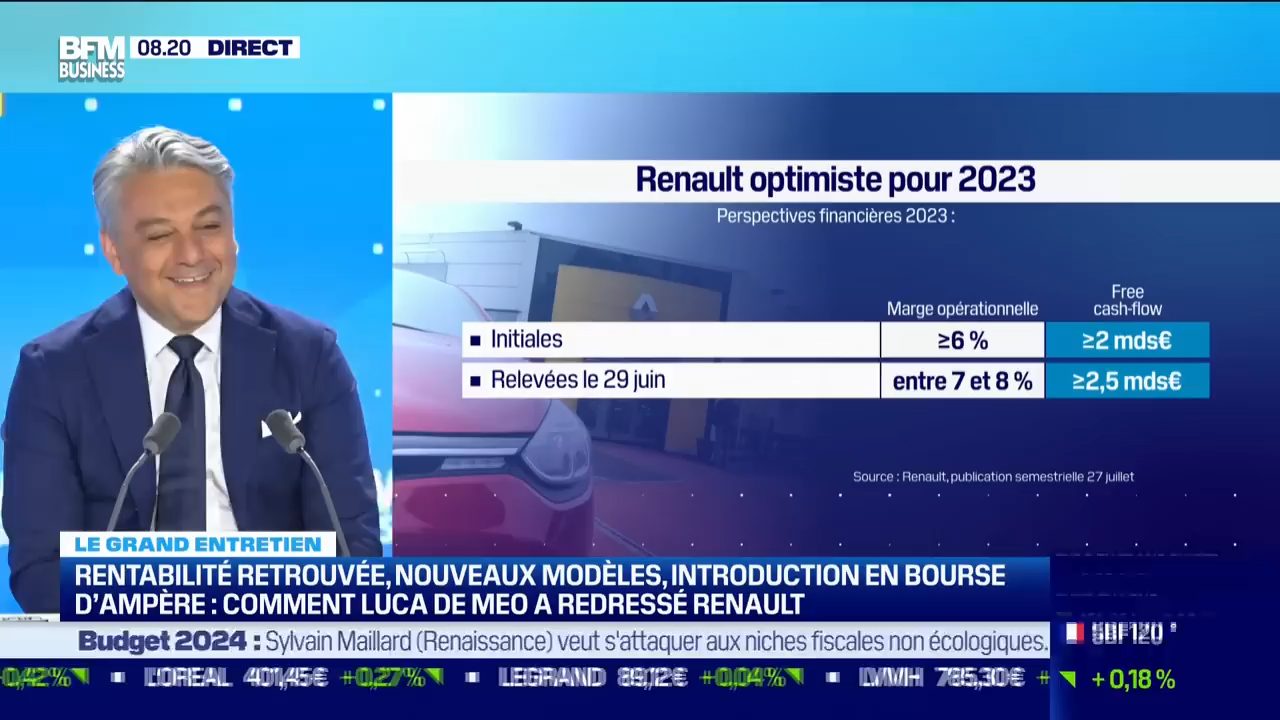 BFM
BUSINESS
08.20 DIRECT
Renault optimiste pour 2023
Perspectives financières 2023 :
Marge opérationnelle
Free
cash-flow
■ Initiales ≥6 % ≥2 mds€
■ Relevées le 29 juin entre 7 et 8 % ≥2,5 mds€
Source : Renault, publication semestrielle 27 juillet
LE GRAND ENTRETIEN
RENTABILITÉ RETROUVÉE, NOUVEAUX MODÈLES, INTRODUCTION EN BOURSE
D'AMPÈRE : COMMENT LUCA DE MEO A REDRESSÉ RENAULT
Budget 2024 : Sylvain Maillard (Renaissance) veut s'attaquer aux niches fiscales non écologiques.
SBF120
0,42% L'OREAL 401,45€ +0,27% LEGRAND 89,12€ +0,04% LVMH 765,30€ +
+0,18 %